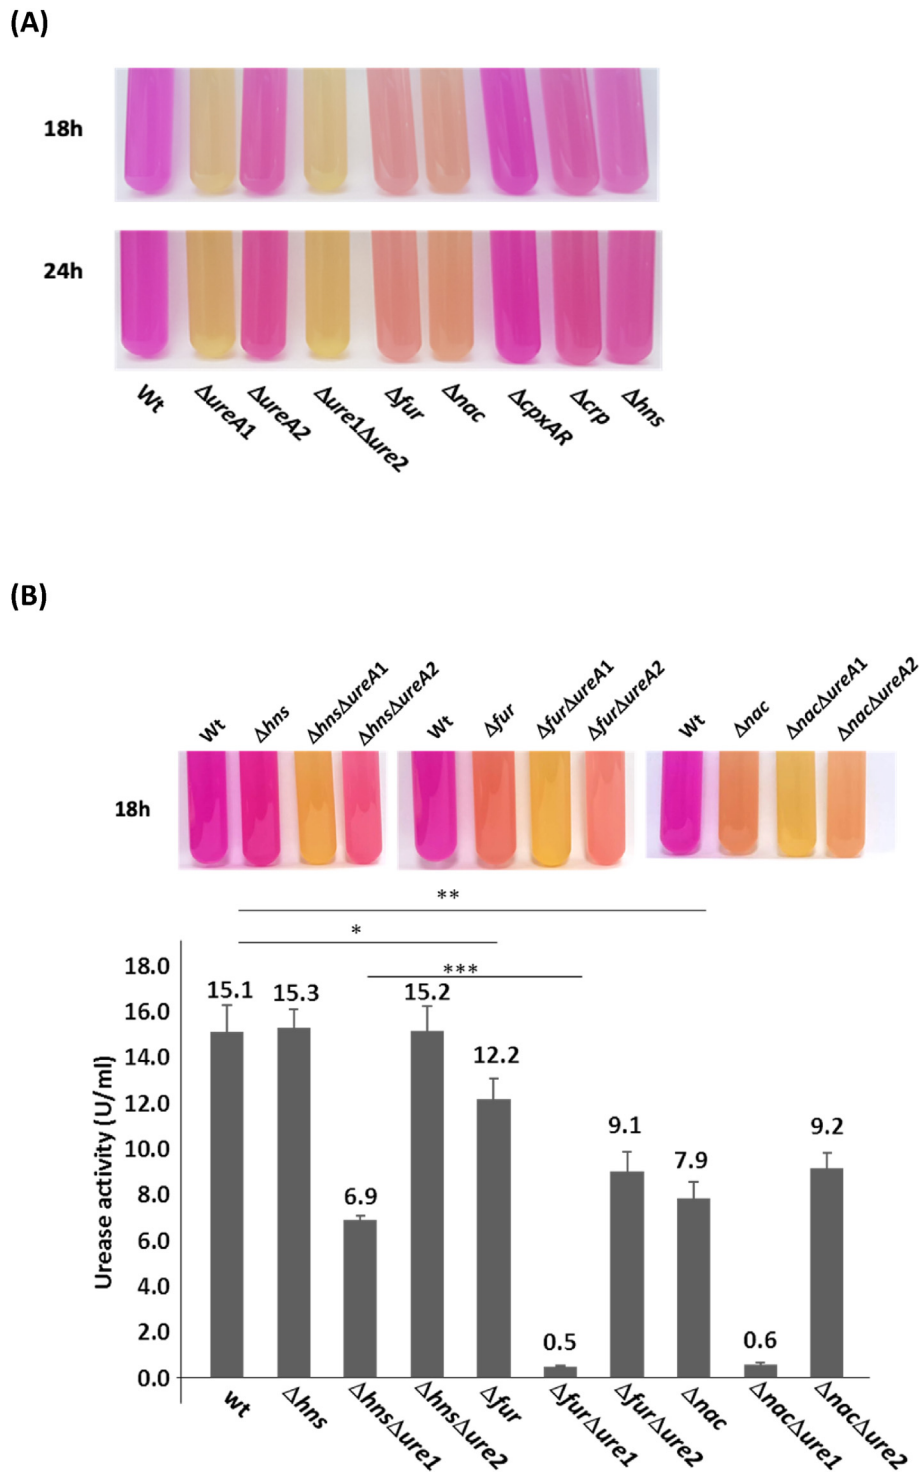 (A)
18h
24h
Wt
ΔureA1
ΔureA2
Δure1Δure2
Δfur
Δnac
ΔcpxAR
Δcrp
Δhns
(B)
Wt
Δhns
ΔhnsΔureA1
ΔhnsΔureA2
Wt
Δfur
ΔfurΔureA1
ΔfurΔureA2
Wt
Δnac
ΔnacΔureA1
ΔnacΔureA2
18h
**
*
***
Urease activity (U/ml)
18.0
16.0
14.0
12.0
10.0
8.0
6.0
4.0
2.0
0.0
15.1
15.3
6.9
15.2
12.2
0.5
9.1
7.9
0.6
9.2
wt
Δhns
ΔhnsΔure1
ΔhnsΔure2
Δfur
ΔfurΔure1
ΔfurΔure2
Δnac
ΔnacΔure1
ΔnacΔure2